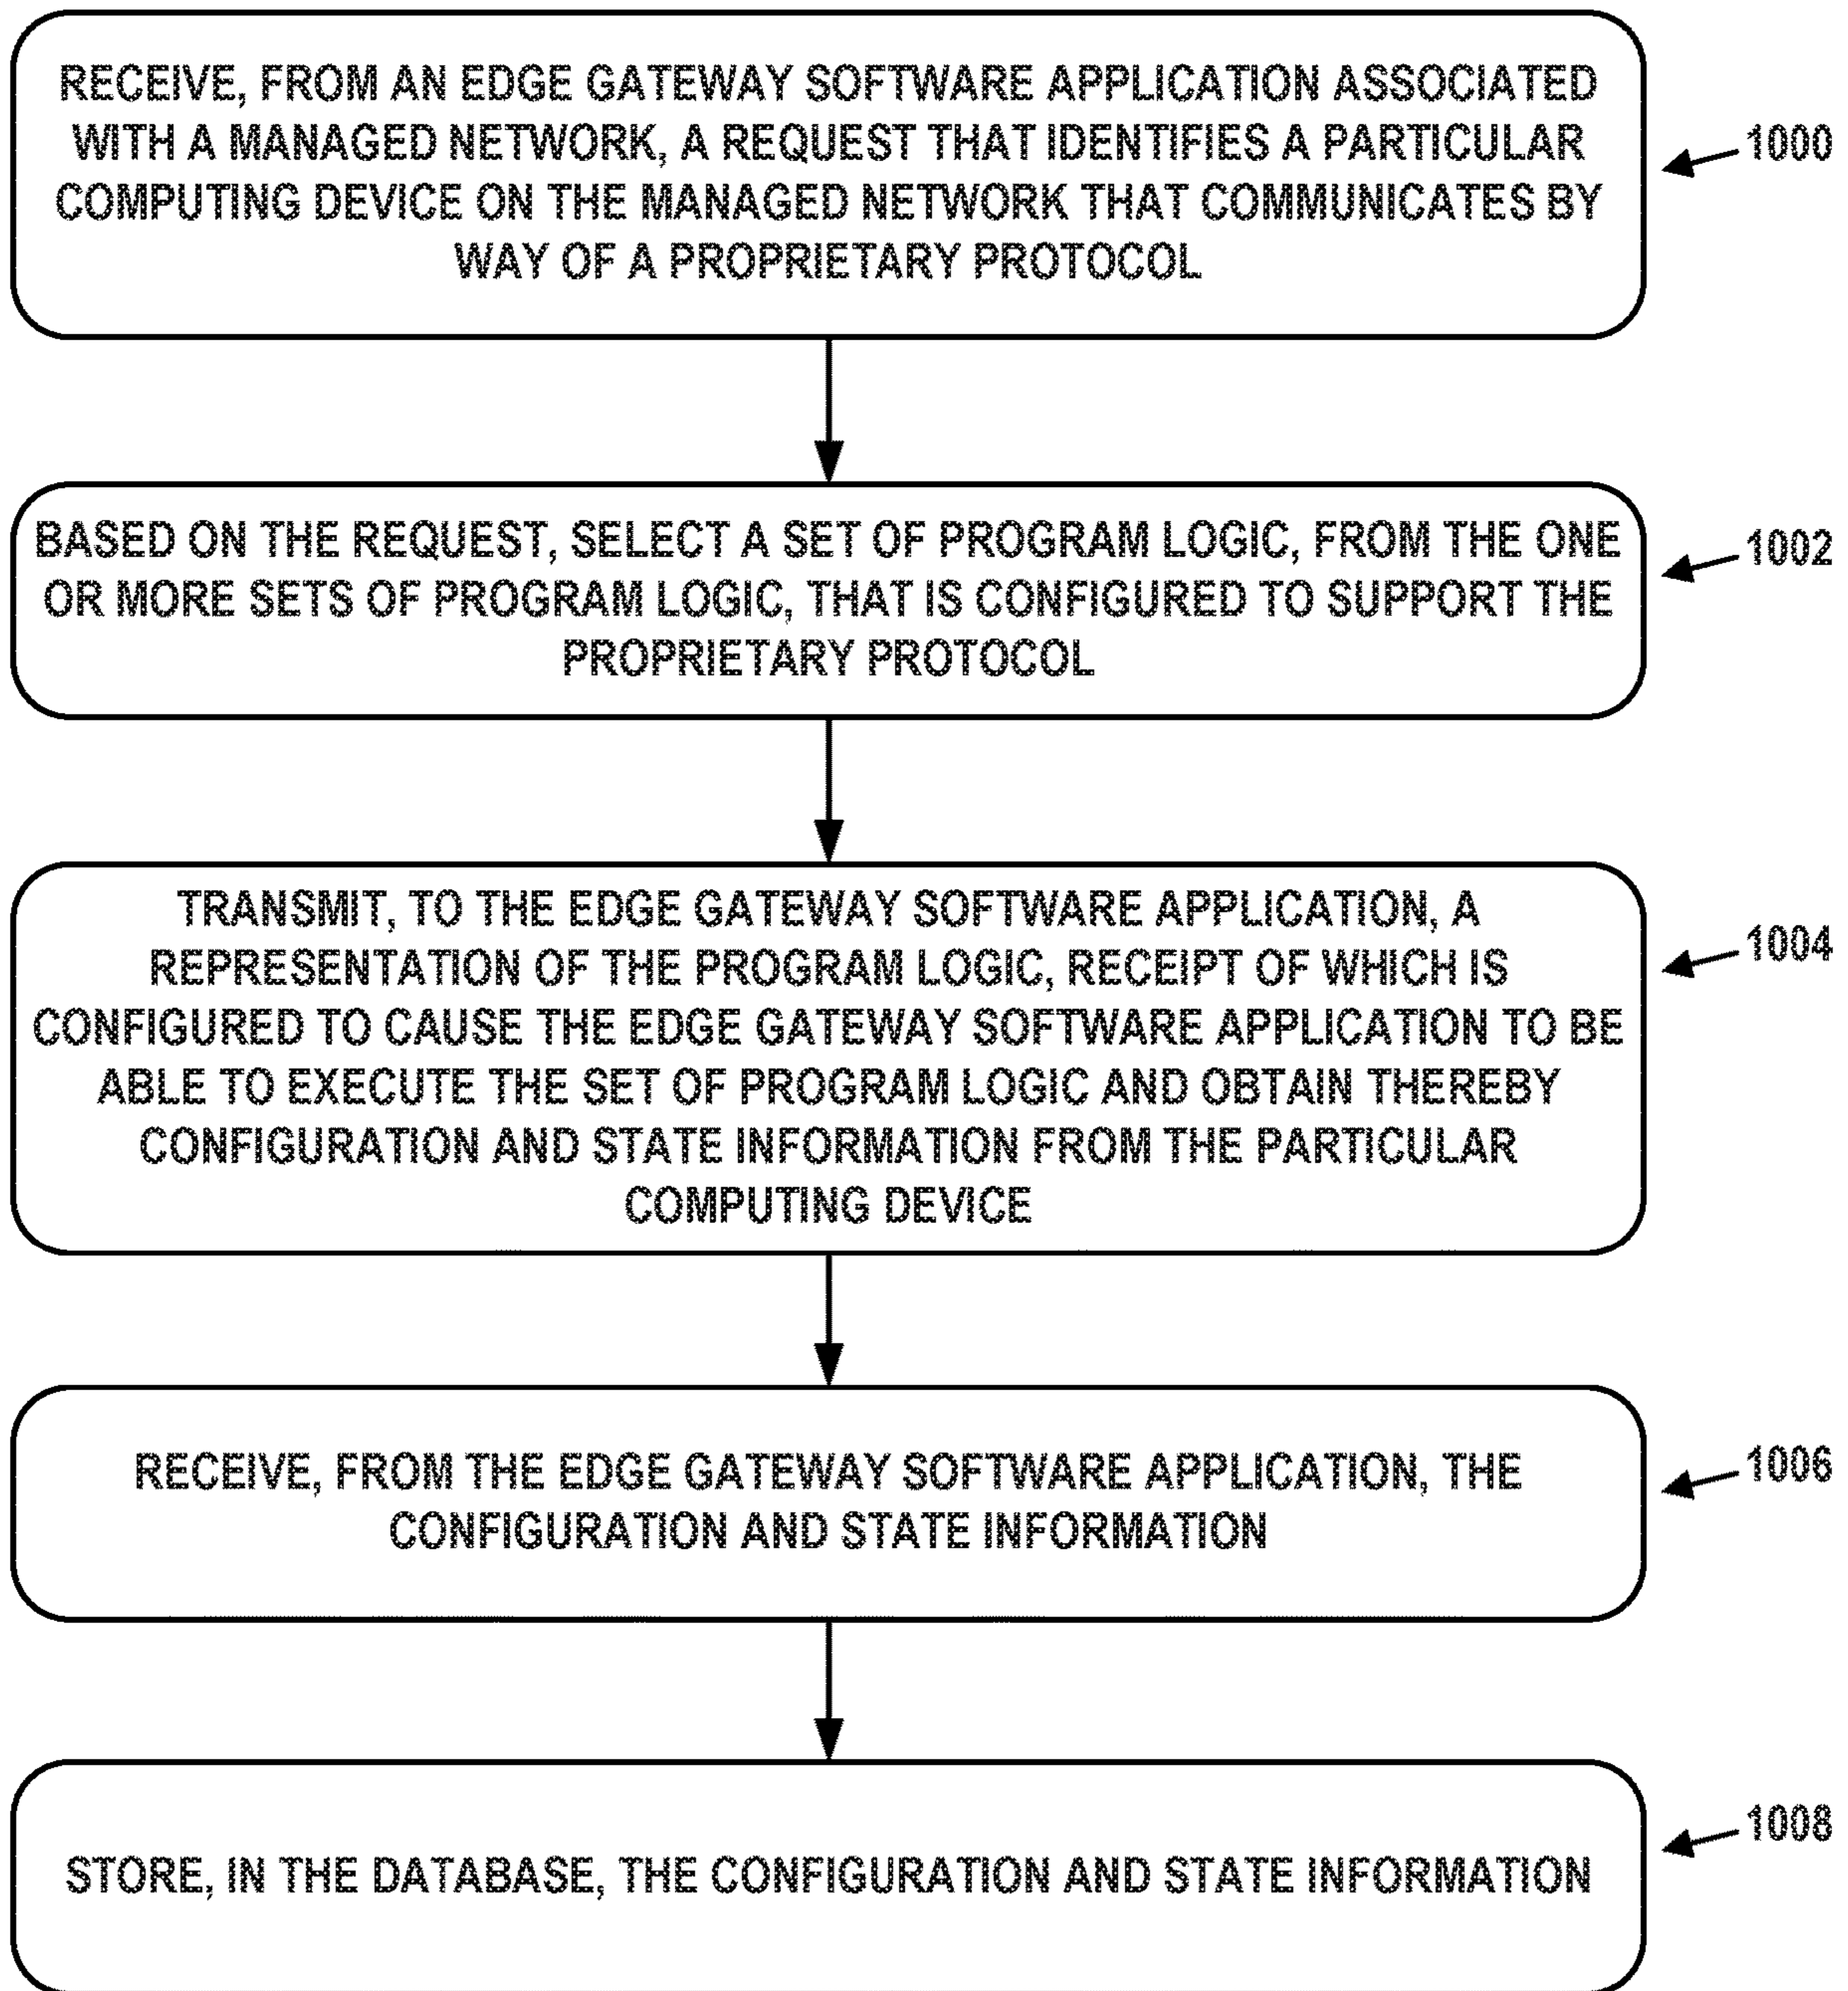 RECEIVE, FROM AN EDGE GATEWAY SOFTWARE APPLICATION ASSOCIATED
WITH A MANAGED NETWORK, A REQUEST THAT IDENTIFIES A PARTICULAR
COMPUTING DEVICE ON THE MANAGED NETWORK THAT COMMUNICATES BY
WAY OF A PROPRIETARY PROTOCOL
1000
BASED ON THE REQUEST, SELECT A SET OF PROGRAM LOGIC, FROM THE ONE
OR MORE SETS OF PROGRAM LOGIC, THAT IS CONFIGURED TO SUPPORT THE
PROPRIETARY PROTOCOL
1002
TRANSMIT, TO THE EDGE GATEWAY SOFTWARE APPLICATION, A
REPRESENTATION OF THE PROGRAM LOGIC, RECEIPT OF WHICH IS
CONFIGURED TO CAUSE THE EDGE GATEWAY SOFTWARE APPLICATION TO BE
ABLE TO EXECUTE THE SET OF PROGRAM LOGIC AND OBTAIN THEREBY
CONFIGURATION AND STATE INFORMATION FROM THE PARTICULAR
COMPUTING DEVICE
1004
RECEIVE, FROM THE EDGE GATEWAY SOFTWARE APPLICATION, THE
CONFIGURATION AND STATE INFORMATION
1006
STORE, IN THE DATABASE, THE CONFIGURATION AND STATE INFORMATION
1008